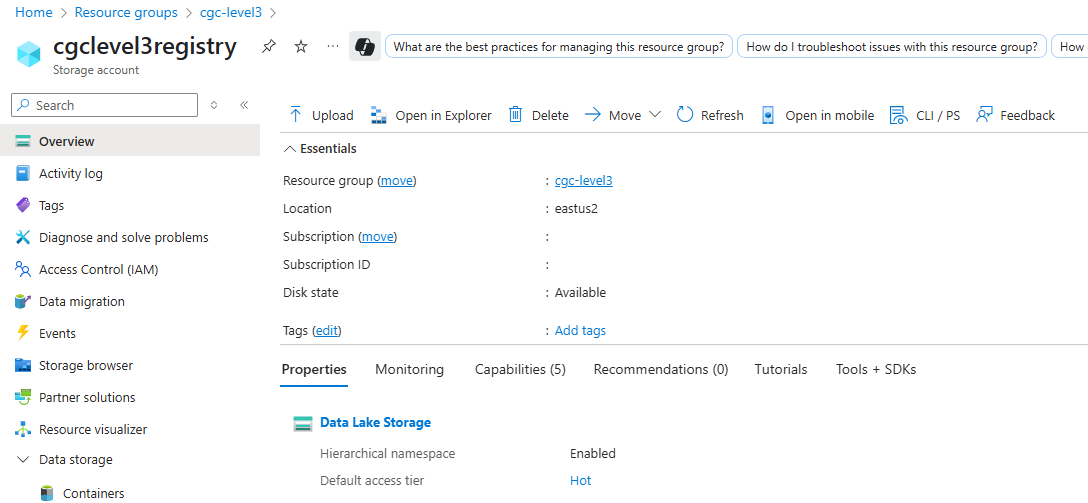 Home > Resource groups > cgc-level3 >
cgclevel3registry
Storage account
What are the best practices for managing this resource group?
How do I troubleshoot issues with this resource group?
How
Search
Overview
Activity log
Tags
Diagnose and solve problems
Access Control (IAM)
Data migration
Events
Storage browser
Partner solutions
Resource visualizer
Data storage
Containers
Upload Open in Explorer Delete Move Refresh Open in mobile CLI / PS Feedback
Essentials
Resource group (move) : cgc-level3
Location : eastus2
Subscription (move) :
Subscription ID :
Disk state : Available
Tags (edit) : Add tags
Properties Monitoring Capabilities (5) Recommendations (0) Tutorials Tools + SDKs
Data Lake Storage
Hierarchical namespace Enabled
Default access tier Hot